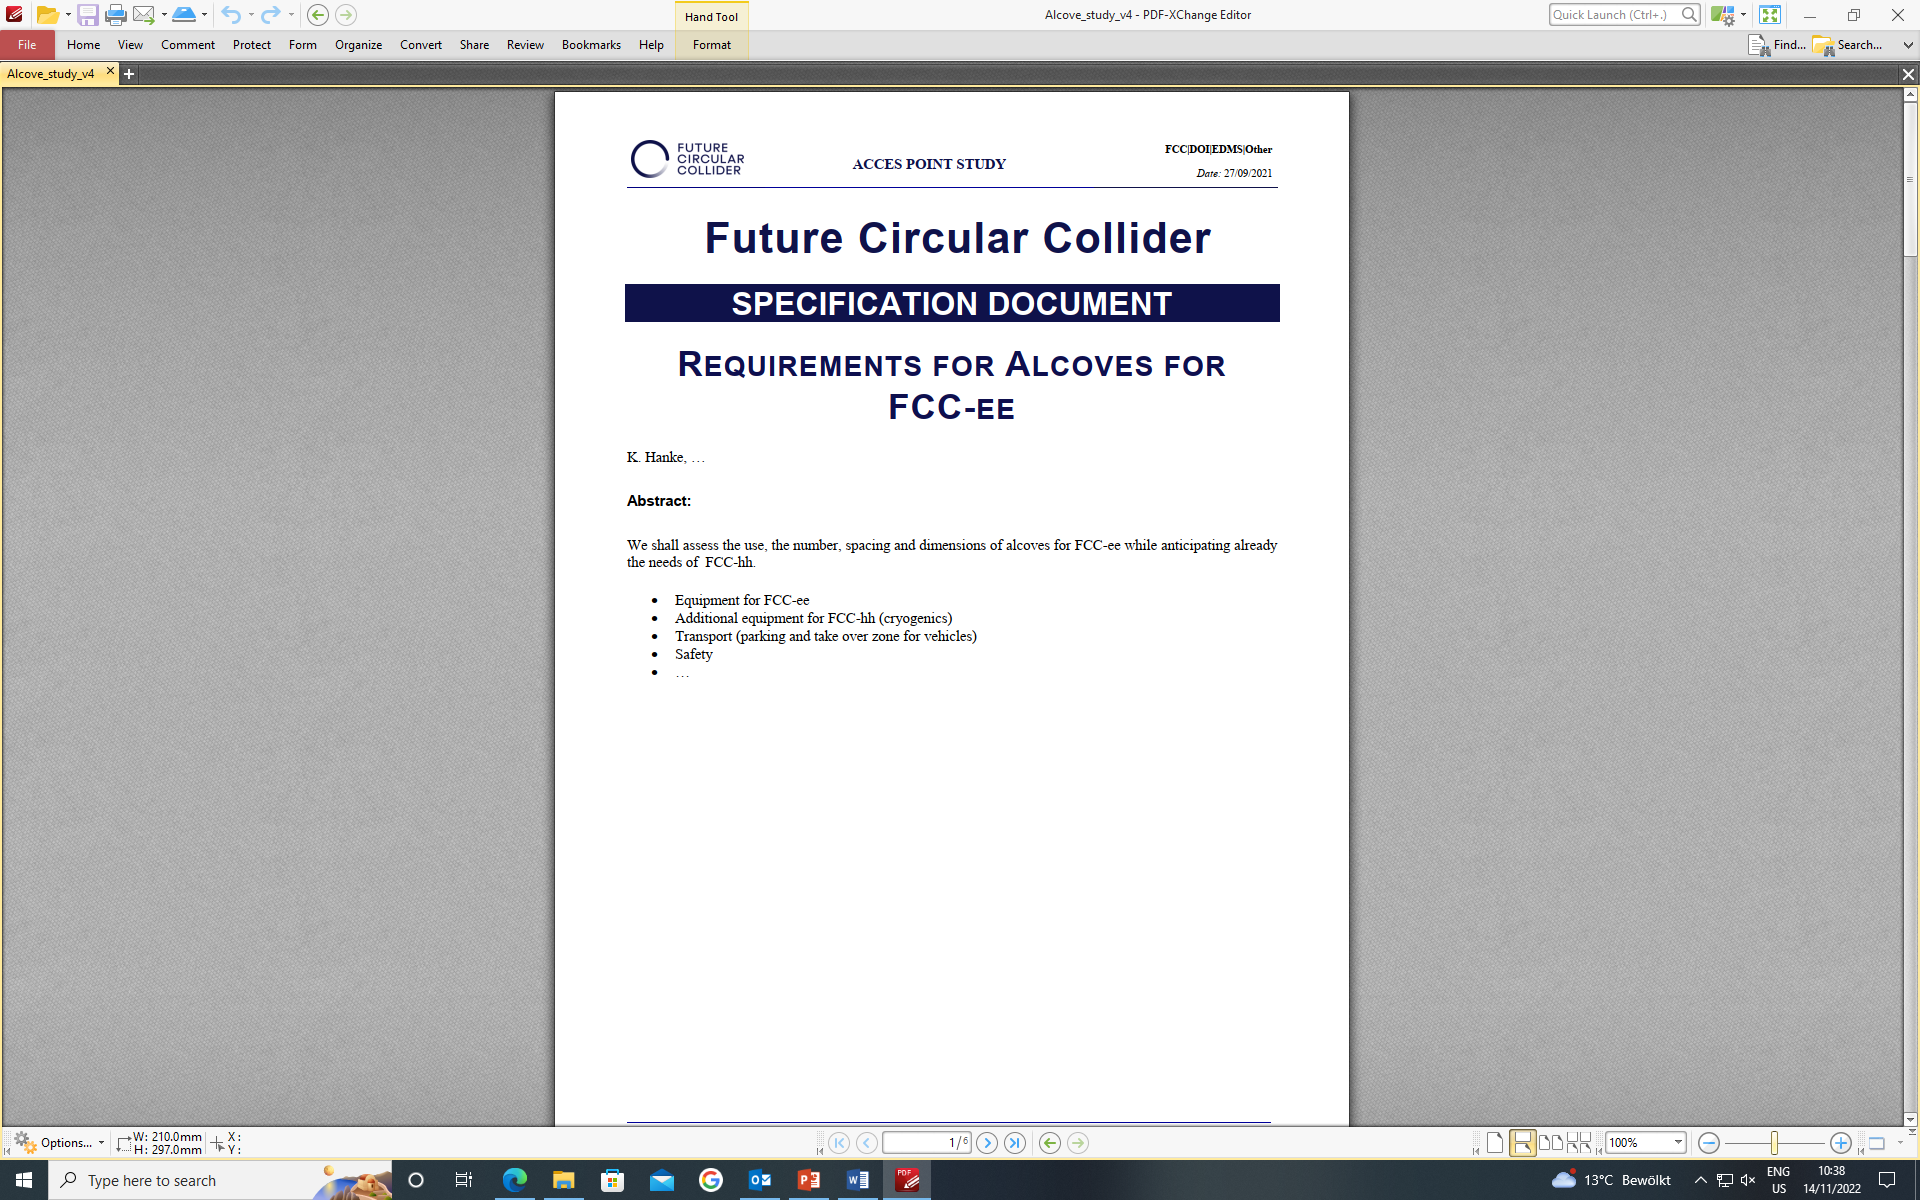 Hand Tool
Alcove_study_v4 - PDF-XChange Editor
Quick Launch (Ctrl+.)
File Home View Comment Protect Form Organize Convert Share Review Bookmarks Help Format Find... Search...
Alcove_study_v4
FUTURE
CIRCULAR
COLLIDER
ACCES POINT STUDY
FCC|DOI|EDMS|Other
Date: 27/09/2021
Future Circular Collider
SPECIFICATION DOCUMENT
REQUIREMENTS FOR ALCOVES FOR
FCC-EE
K. Hanke, …
Abstract:
We shall assess the use, the number, spacing and dimensions of alcoves for FCC-ee while anticipating already
the needs of  FCC-hh.
• Equipment for FCC-ee
• Additional equipment for FCC-hh (cryogenics)
• Transport (parking and take over zone for vehicles)
• Safety
• …
Options...
W: 210.0mm
H: 297.0mm
X:
Y:
1/6
100%
Type here to search
PDF
13°C Bewölkt
ENG
US
10:38
14/11/2022